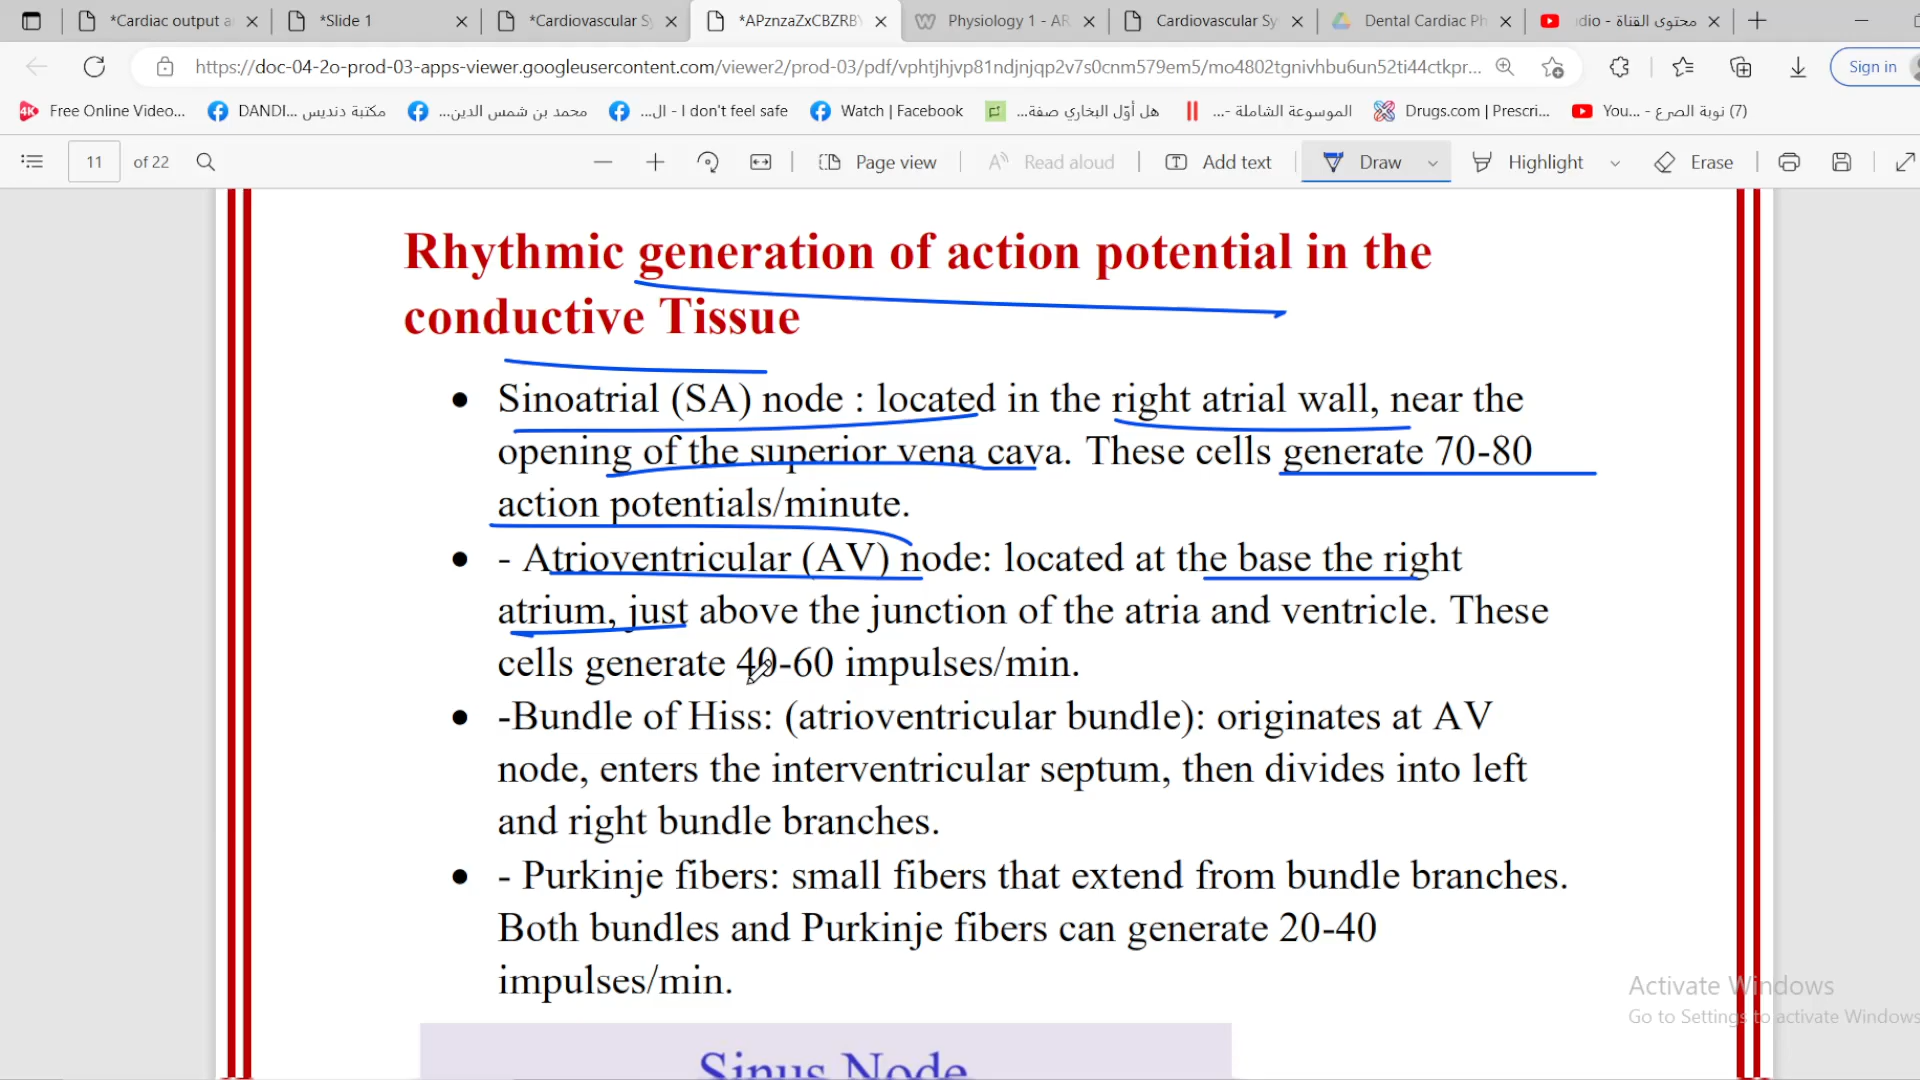 *Cardiac output a
*Slide 1
*Cardiovascular Sy
*APznzaZxCBZRBY
Physiology 1 - AR
Cardiovascular Sy
Dental Cardiac Ph
محتوى القناة - dio
https://doc-04-2o-prod-03-apps-viewer.googleusercontent.com/viewer2/prod-03/pdf/vphtjhjvp81ndjnjqp2v7s0cnm579em5/mo4802tgnivhbu6un52ti44ctkpr...
Sign in
Free Online Video...
مكتبة دنديس ...DANDI
محمد بن شمس الدين...
ال... - I don't feel safe
Watch | Facebook
هل أوّل البخاري صفة...
الموسوعة الشاملة -...
Drugs.com | Prescri...
(7) نوبة الصرع - ...You
11 of 22
Page view
Read aloud
Add text
Draw
Highlight
Erase
Rhythmic generation of action potential in the
conductive Tissue
• Sinoatrial (SA) node : located in the right atrial wall, near the
opening of the superior vena cava. These cells generate 70-80
action potentials/minute.
• - Atrioventricular (AV) node: located at the base the right
atrium, just above the junction of the atria and ventricle. These
cells generate 40-60 impulses/min.
• -Bundle of Hiss: (atrioventricular bundle): originates at AV
node, enters the interventricular septum, then divides into left
and right bundle branches.
• - Purkinje fibers: small fibers that extend from bundle branches.
Both bundles and Purkinje fibers can generate 20-40
impulses/min.
Activate Windows
Go to Settings to activate Windows
Sinus Node